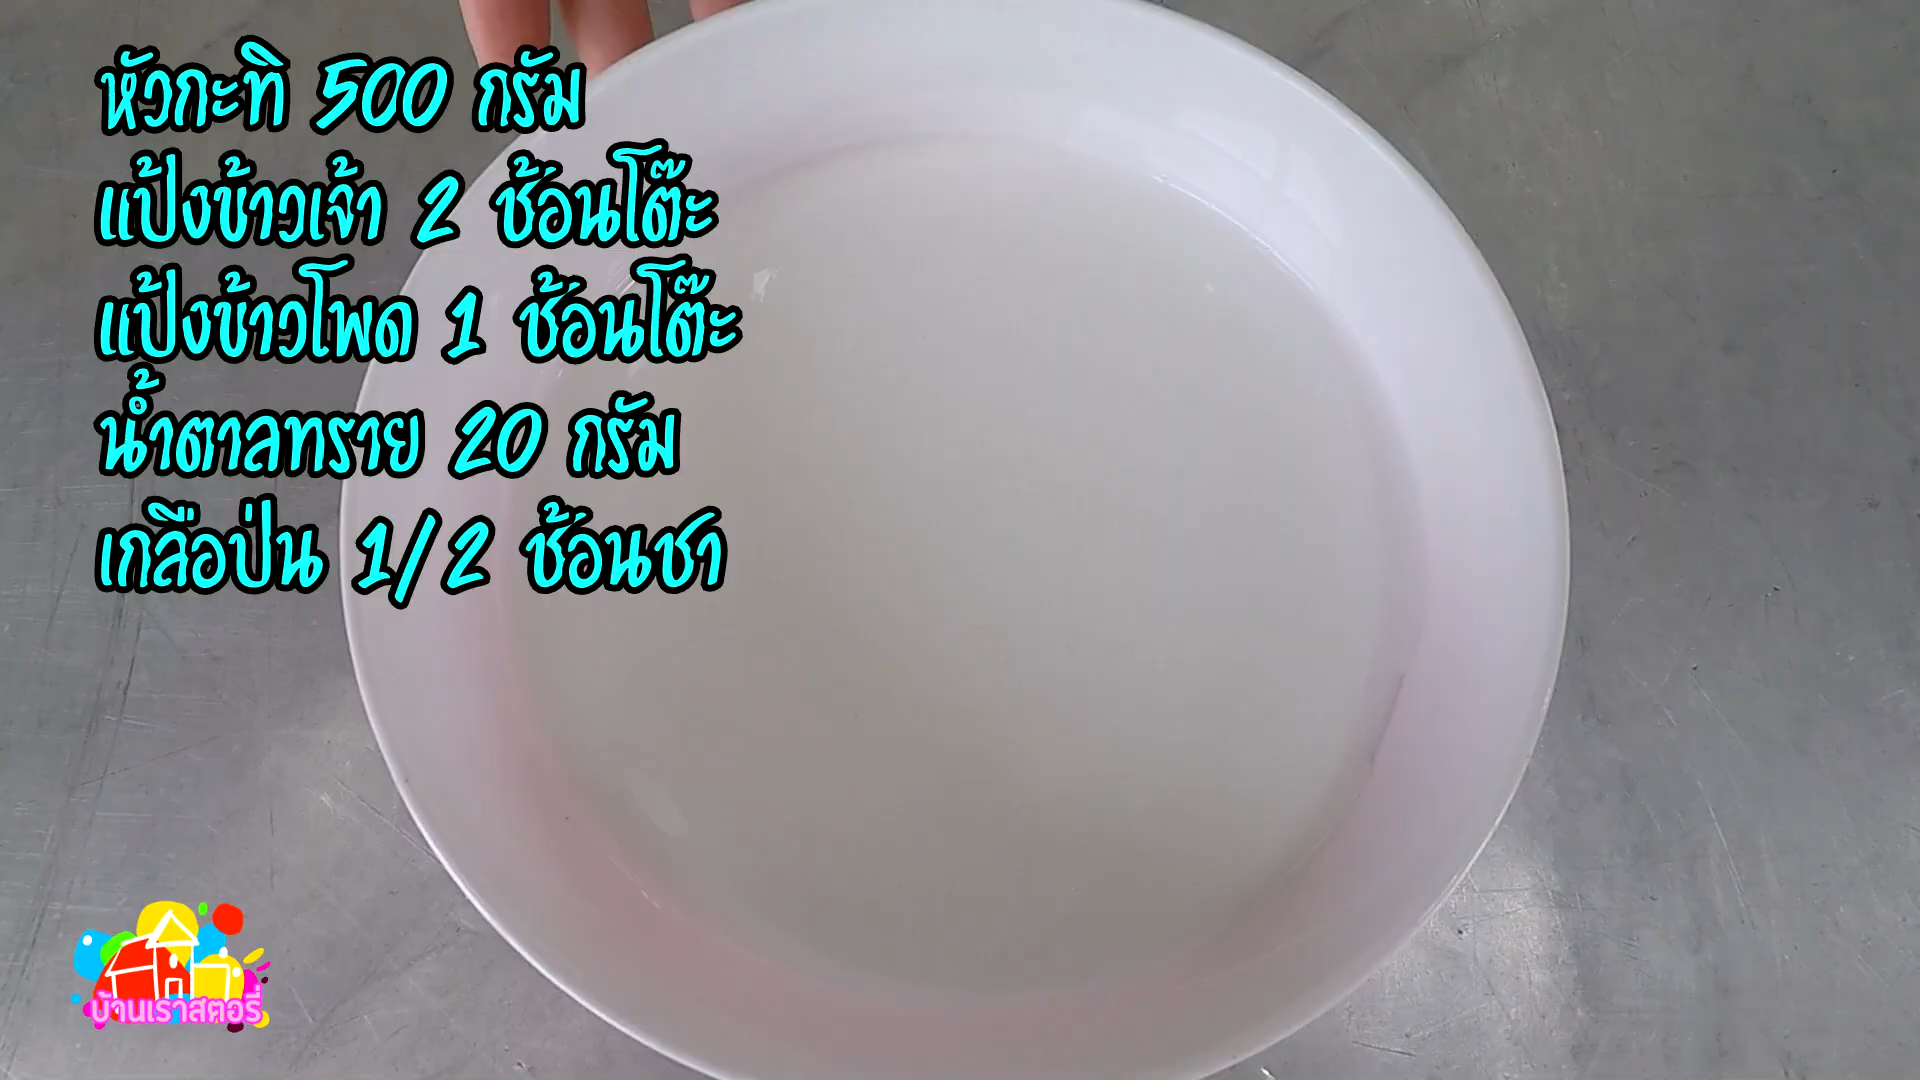 หัวกะทิ 500 กรัม
แป้งข้าวเจ้า 2 ช้อนโต๊ะ
แป้งข้าวโพด 1 ช้อนโต๊ะ
น้ำตาลทราย 20 กรัม
เกลือป่น 1/2 ช้อนชา
บ้านเราสตอรี่